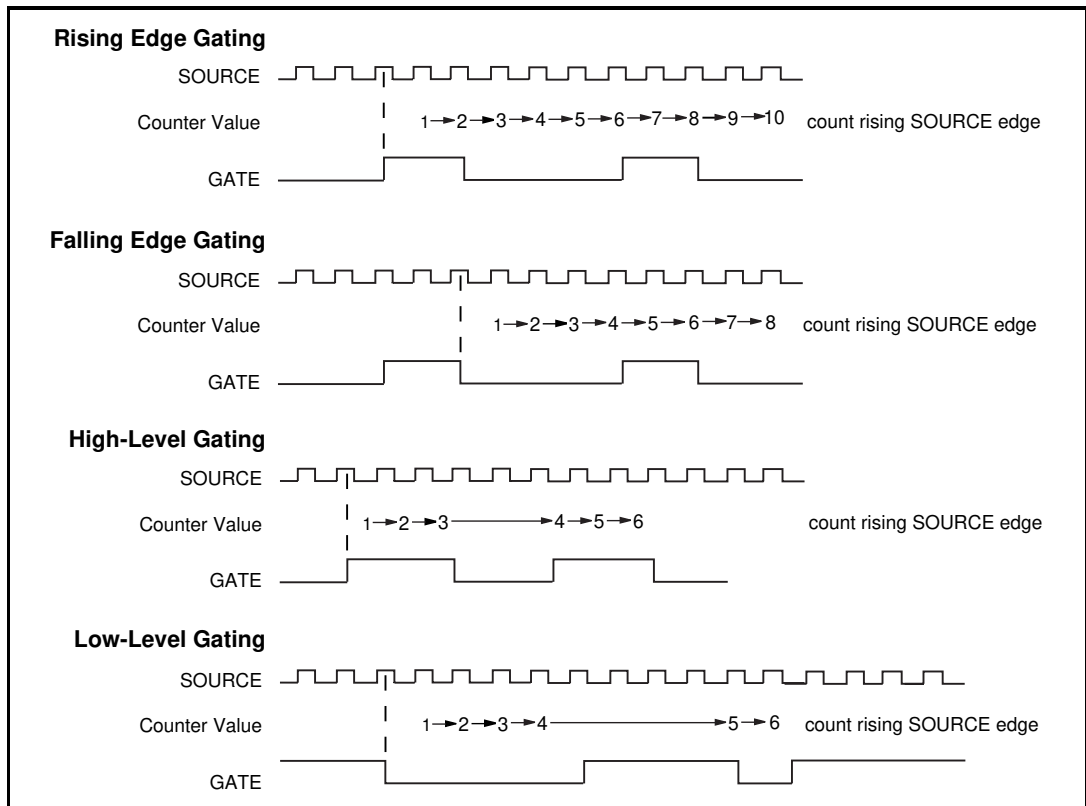 Rising Edge Gating
SOURCE
Counter Value 1 2 3 4 5 6 7 8 9 10 count rising SOURCE edge
GATE
Falling Edge Gating
SOURCE
Counter Value 1 2 3 4 5 6 7 8 count rising SOURCE edge
GATE
High-Level Gating
SOURCE
Counter Value 1 2 3 4 5 6 count rising SOURCE edge
GATE
Low-Level Gating
SOURCE
Counter Value 1 2 3 4 5 6 count rising SOURCE edge
GATE